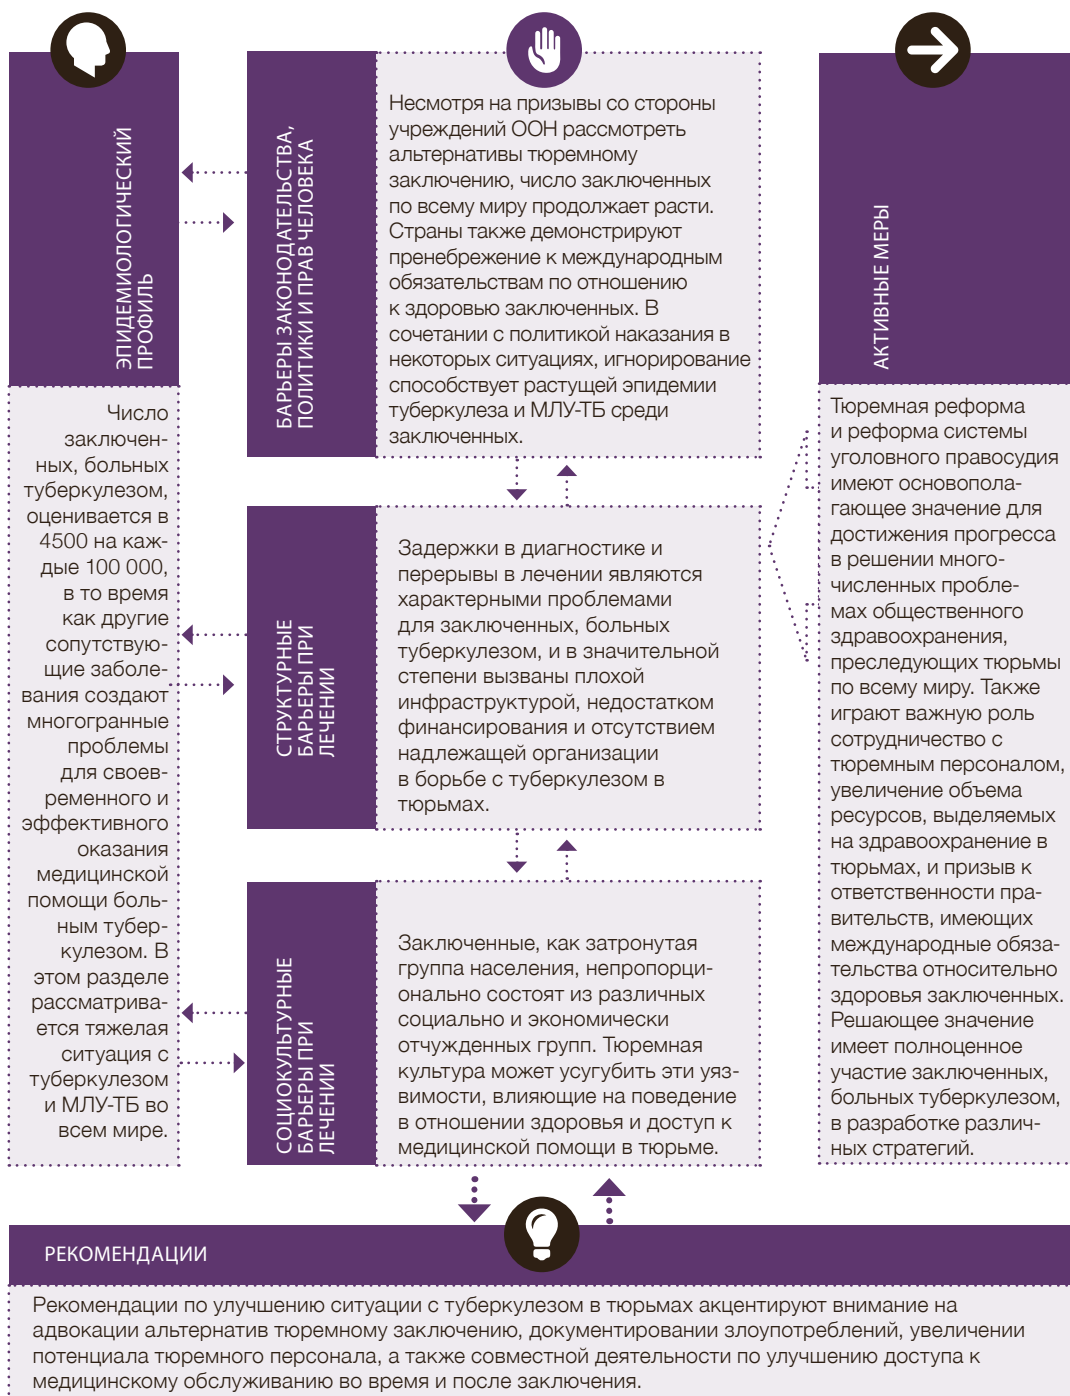 ЭПИДЕМИОЛОГИЧЕСКИЙ
ПРОФИЛЬ
Число
заключен-
ных, больных
туберкулезом,
оценивается в
4500 на каж-
дые 100 000,
в то время
как другие
сопутствую-
щие заболе-
вания создают
многогранные
проблемы
для своев-
ременного и
эффективного
оказания
медицинской
помощи боль-
ным тубер-
кулезом. В
этом разделе
рассматрива-
ется тяжелая
ситуация с
туберкулезом
и МЛУ-ТБ во
всем мире.
БАРЬЕРЫ ЗАКОНОДАТЕЛЬСТВА,
ПОЛИТИКИ И ПРАВ ЧЕЛОВЕКА
Несмотря на призывы со стороны
учреждений ООН рассмотреть
альтернативы тюремному
заключению, число заключенных
по всему миру продолжает расти.
Страны также демонстрируют
пренебрежение к международным
обязательствам по отношению
к здоровью заключенных. В
сочетании с политикой наказания в
некоторых ситуациях, игнорирование
способствует растущей эпидемии
туберкулеза и МЛУ-ТБ среди
заключенных.
СТРУКТУРНЫЕ
БАРЬЕРЫ ПРИ
ЛЕЧЕНИИ
Задержки в диагностике и
перерывы в лечении являются
характерными проблемами
для заключенных, больных
туберкулезом, и в значительной
степени вызваны плохой
инфраструктурой, недостатком
финансирования и отсутствием
надлежащей организации
в борьбе с туберкулезом в
тюрьмах.
СОЦИОКУЛЬТУРНЫЕ
БАРЬЕРЫ ПРИ
ЛЕЧЕНИИ
Заключенные, как затронутая
группа населения, непропорци-
онально состоят из различных
социально и экономически
отчужденных групп. Тюремная
культура может усугубить эти уяз-
вимости, влияющие на поведение
в отношении здоровья и доступ к
медицинской помощи в тюрьме.
АКТИВНЫЕ МЕРЫ
Тюремная реформа
и реформа системы
уголовного правосудия
имеют основопола-
гающее значение для
достижения прогресса
в решении много-
численных пробле-
мах общественного
здравоохранения,
преследующих тюрьмы
по всему миру. Также
играют важную роль
сотрудничество с
тюремным персоналом,
увеличение объема
ресурсов, выделяемых
на здравоохранение в
тюрьмах, и призыв к
ответственности пра-
вительств, имеющих
международные обяза-
тельства относительно
здоровья заключенных.
Решающее значение
имеет полноценное
участие заключенных,
больных туберкулезом,
в разработке различ-
ных стратегий.
РЕКОМЕНДАЦИИ
Рекомендации по улучшению ситуации с туберкулезом в тюрьмах акцентируют внимание на
адвокации альтернатив тюремному заключению, документировании злоупотреблений, увеличении
потенциала тюремного персонала, а также совместной деятельности по улучшению доступа к
медицинскому обслуживанию во время и после заключения.